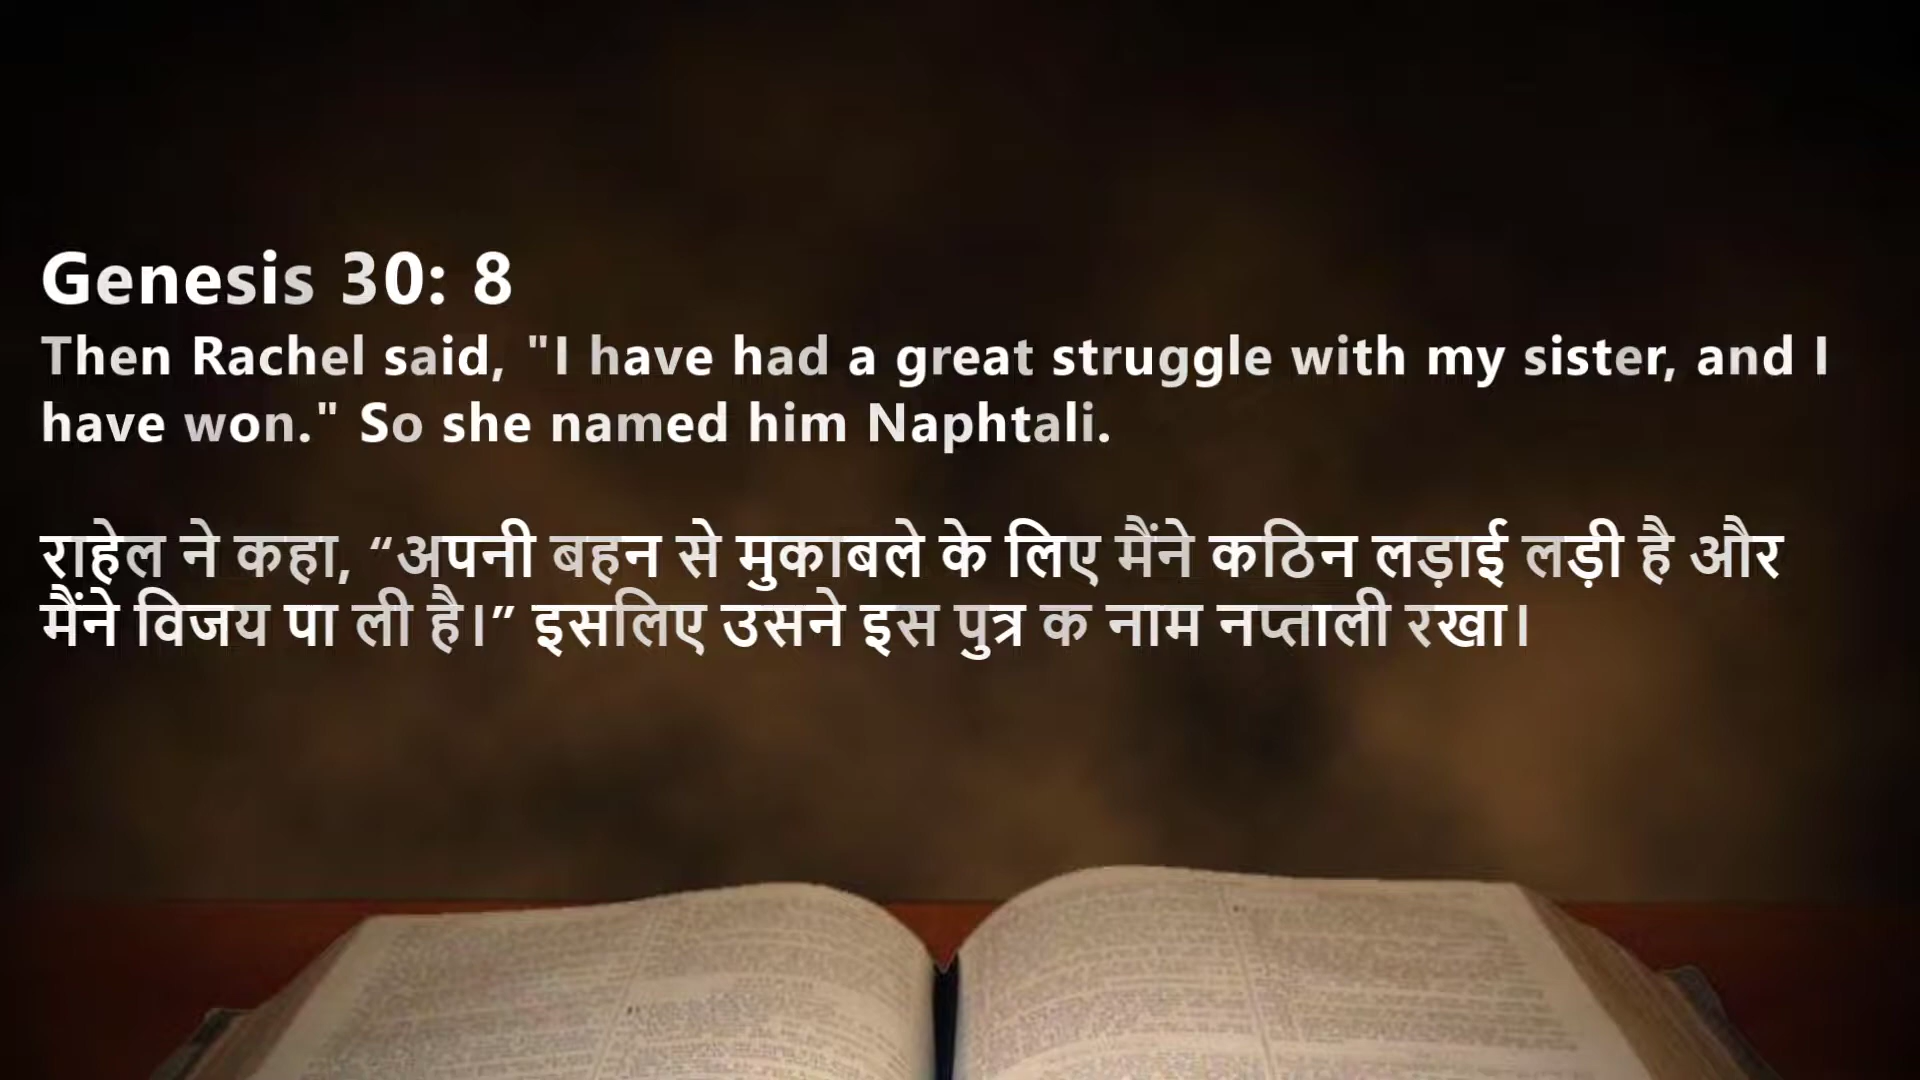 Genesis 30: 8
Then Rachel said, "I have had a great struggle with my sister, and I
have won." So she named him Naphtali.
राहेल ने कहा, “अपनी बहन से मुकाबले के लिए मैंने कठिन लड़ाई लड़ी है और
मैंने विजय पा ली है।” इसलिए उसने इस पुत्र क नाम नप्ताली रखा।